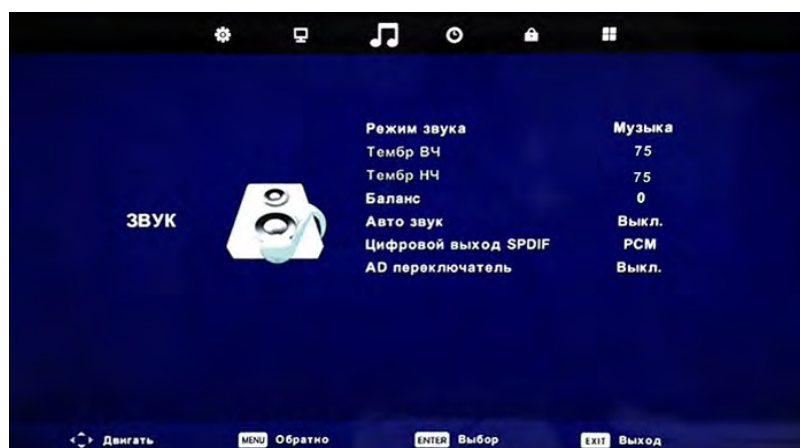 Режим звука Музыка
Тембр ВЧ 75
Тембр НЧ 75
Баланс 0
ЗВУК
Авто звук Выкл.
Цифровой выход SPDIF PCM
AD переключатель Выкл.
Двигать MENU Обратно ENTER Выбор EXIT Выход